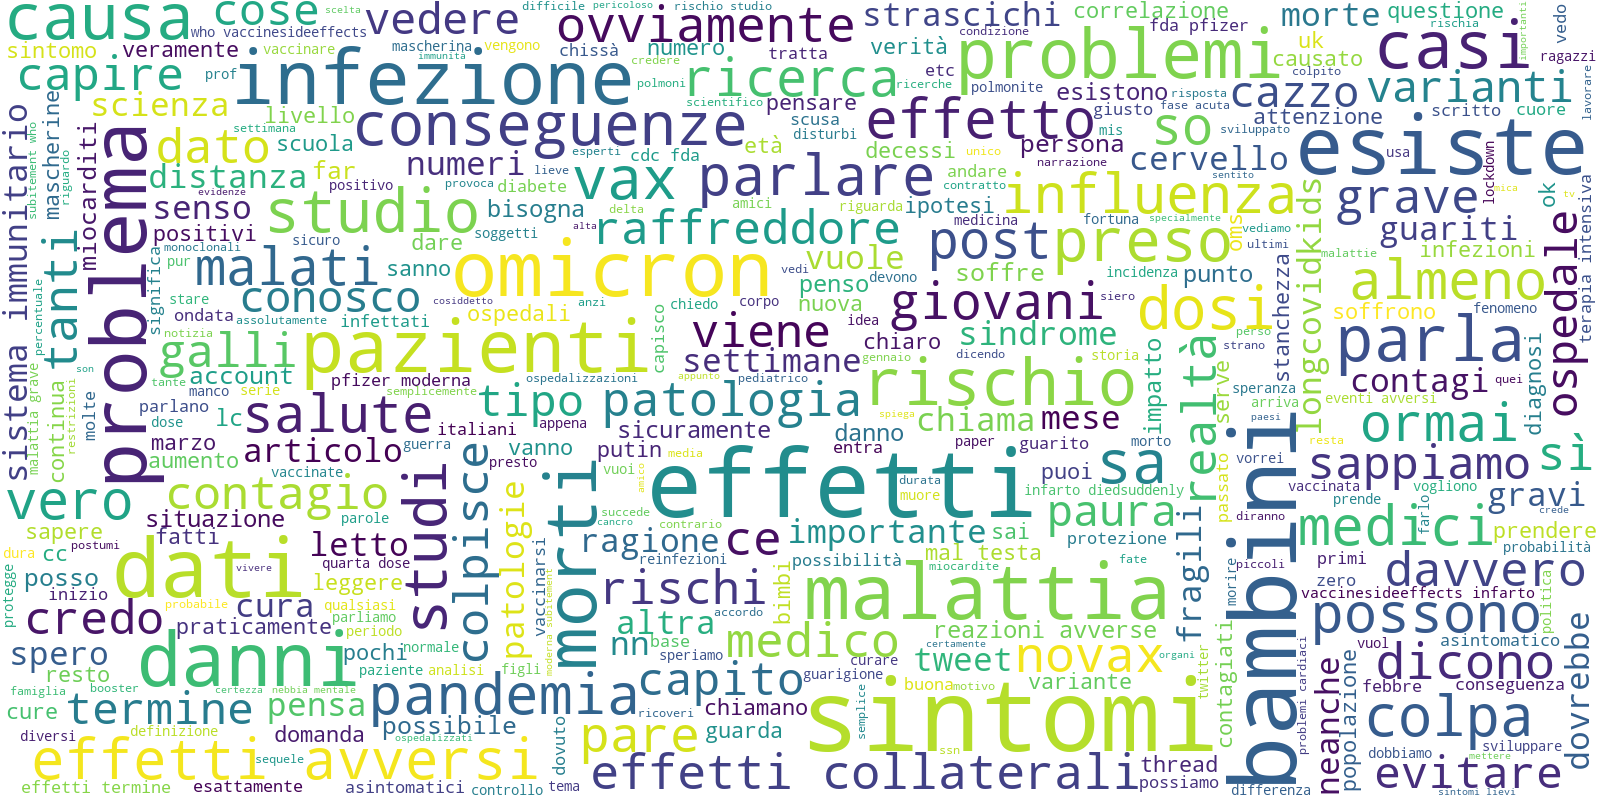 causa
cose
who vaccinesideeffects
scelta
vedere
difficile
pericoloso
rischio studio
ovviamente
strascichi
correlazione
fda pfizer
morte
questione
rischia
casi
importanti
vedo
ragazzi
sintomo
veramente
vaccinare
mascherina
vengono
immunità
chissà
numero
tratta
verità
condizione
problemi
uk
causato
colpito
capire
prof
infezione
credere
polmoni
ricerca
etc
polmonite
esistono
cazzo
varianti
lavorare
scienza
livello
scientifico
ricerche
pensare
effetto
giusto
risposta
fase acuta
attenzione
scritto
cuore
mascherine
settimana
conseguenze
scusa
disturbi
so
sviluppato
esiste
sistema immunitario
subitement who
riguardo
miocarditi
problema
dato
scuola
esperti
cdc fda
età
decessi
unico
mis
persona
narrazione
cervello
usa
lockdown
distanza
far
numeri
lieve
vax
parlare
andare
contratto
influenza
sentito
grave
ok
mica
tv
evidenze
positivo
provoca
diabete
amici
riguarda
ipotesi
medicina
fortuna
specialmente
senso
studio
bisogna
delta
raffreddore
post
preso
oms
vediamo
ultimi
longcovidkids
guariti
terapia intensiva
positivi
monoclonali
sicuro
dare
soggetti
alta
malattie
infezioni
tanti
significa
pur
malati
sanno
omicron
vedi
vuole
penso
devono
soffre
incidenza
punto
stanchezza
almeno
ospedale
stare
conosco
cosiddetto
anzi
chiedo
corpo
nuova
siero
giovani
dosi
soffrono
fenomeno
percentuale
ondata
assolutamente
infettati
ospedali
capisco
idea
viene
chiaro
sindrome
perso
strano
parla
notizia
galli
pazienti
settimane
gennaio
dicendo
impatto
storia
realtà
serve
diagnosi
malattia grave
continua
restrizioni
son
tante
account
manco
serie
pfizer moderna
semplicemente
ospedalizzazioni
appunto
pediatrico
rischio
speranza
arriva
paesi
contagi
quei
eventi avversi
molte
parlano
dose
lc
salute
italiani
tipo
appena
patologia
spiega
chiama
mese
bambini
ormai
marzo
aumento
articolo
guerra
vanno
sicuramente
danno
entra
paper
guarito
morto
vorrei
resta
sappiamo
sì
vero
vaccinate
studi
presto
putin
media
vuoi
amico
effetti
durata
muore
puoi
sa
passato
vaccinata
prende
vogliono
farlo
gravi
crede
contagio
colpisce
patologie
morti
infarto diedsuddenly
sapere
situazione
fatti
parole
succede
cancro
contrario
importante
sai
paura
fragili
diranno
medici
prendere
probabilità
dura
postumi
cc
dati
vivere
letto
quarta dose
ragione
reinfezioni
ce
possibilità
mal testa
miocardite
protezione
fate
piccoli
primi
davvero
protegge
posso
inizio
leggere
vaccinarsi
moderna subitement
rischi
bimbi
malattia
morire
zero
vaccinesideeffects infarto
politica
credo
probabile
cura
qualsiasi
parliamo
altra
accordo
reazioni avverse
certamente
contagiati
possono
praticamente
periodo
normale
nn
base
medico
curare
organi
asintomatico
spero
danni
pochi
paziente
analisi
figli
speriamo
guarigione
tweet
novax
twitter
problemi cardiaci
neanche
popolazione
vuol
dicono
dovrebbe
resto
famiglia
booster
certezza
nebbia mentale
pandemia
capito
buona
motivo
variante
febbre
conseguenza
cure
termine
pensa
possibile
ricoveri
chiamano
semplice
sintomi
colpa
diversi
definizione
domanda
ospedalizzati
dovuto
pare
guarda
ssn
dobbiamo
sviluppare
mettere
effetti avversi
sequele
effetti collaterali
thread
evitare
effetti termine
esattamente
asintomatici
controllo
tema
possiamo
differenza
sintomi lievi